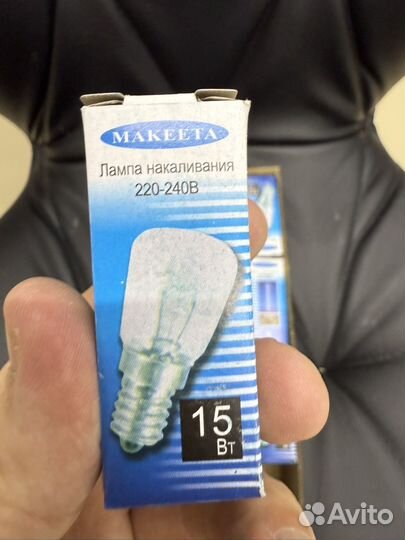 MAKEETA
Лампа накаливания
220-240В
15
Вт
Avito